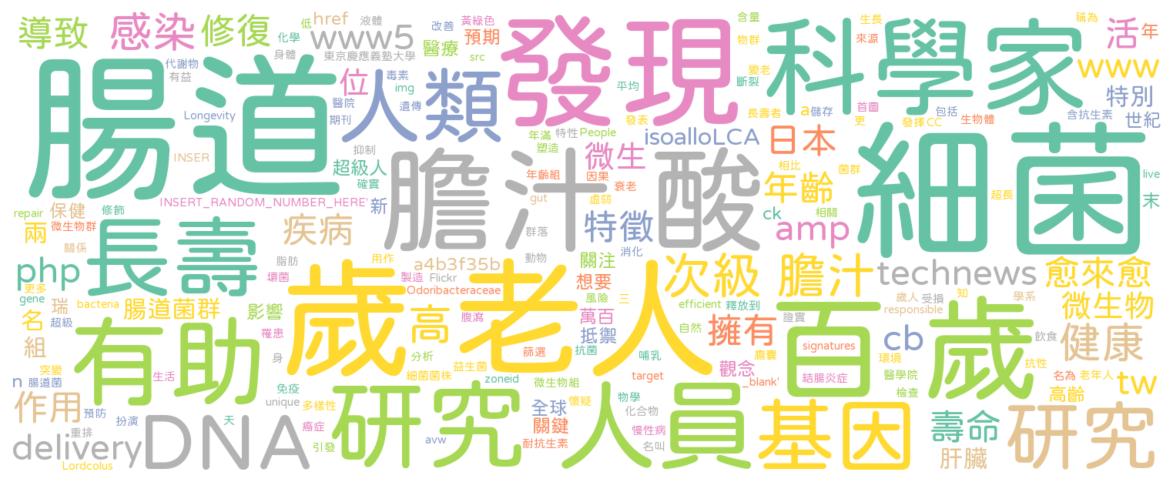 導致
感染
修復
www5
href
液體
低
改善
黃綠色
化學
身體
東京慶應義塾大學
預期
醫療
src
發現
科學家
含量
物群
生長
稱為
來源
活
年
www
特別
世紀
含抗生素
腸道
代謝物
有益
毒素
img
位
人類
Longevity
醫院
遺傳
期刊
平均
變老
斷裂
長壽者
a
儲存
首圖
更
包括
發揮
CC
生物體
發表
特性
People
年滿
塑造
isoalloLCA
日本
細菌
INSER
抑制
超級人
確實
年齡組
因果
衰老
微生
膽汁酸
相比
菌群
年齡
超長
live
末
INSERT_RANDOM_NUMBER_HERE'
新
gut
虛弱
ck
相關
repair
修飾
保健
兩
微生物群
疾病
長壽
關係
群落
特徵
消化
amp
php
脂肪
動物
用作
a4b3f35b
關注
次級
膽汁
technews
愈來愈
更多
gene
壞菌
製造
Flickr
想要
Odoribacteraceae
風險
三
efficient
釋放到
歲人
受損
知
學系
responsible
bacteria
瑞
超級
腸道菌群
影響
歲老人
腹瀉
萬百
自然
證實
微生物
名
組
有助
罹患
高
抵禦
擁有
百歲
cb
飲食
健康
身
分析
益生菌
篩選
抗菌
哺乳
膽囊
signatures
觀念
環境
突變
n
腸道菌
生活
免疫
細菌菌株
zoneid
微生物組
target
_blank'
結腸炎症
醫學院
檢查
抗性
名為
老年人
tw
高齡
作用
預防
扮演
天
unique
多樣性
研究人員
物學
懷疑
全球
化合物
基因
壽命
研究
delivery
重排
Lordcolus
DNA
癌症
引發
avw
關鍵
耐抗生素
慢性病
名叫
肝臟